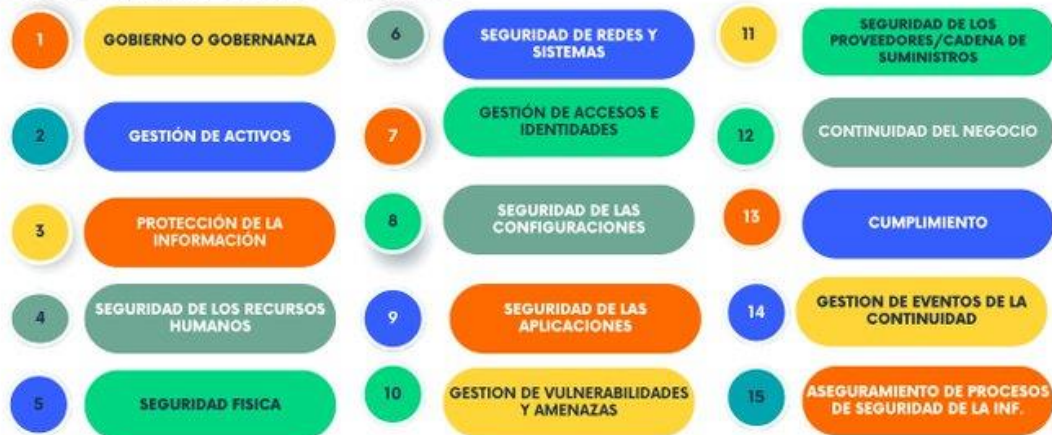 1
GOBIERNO O GOBERNANZA
2
GESTIÓN DE ACTIVOS
3
PROTECCIÓN DE LA
INFORMACIÓN
4
SEGURIDAD DE LOS RECURSOS
HUMANOS
5
SEGURIDAD FISICA
6
SEGURIDAD DE REDES Y
SISTEMAS
7
GESTIÓN DE ACCESOS E
IDENTIDADES
8
SEGURIDAD DE LAS
CONFIGURACIONES
9
SEGURIDAD DE LAS
APLICACIONES
10
GESTION DE VULNERABILIDADES
Y AMENAZAS
11
SEGURIDAD DE LOS
PROVEEDORES/CADENA DE
SUMINISTROS
12
CONTINUIDAD DEL NEGOCIO
13
CUMPLIMIENTO
14
GESTION DE EVENTOS DE LA
CONTINUIDAD
15
ASEGURAMIENTO DE PROCESOS
DE SEGURIDAD DE LA INF.